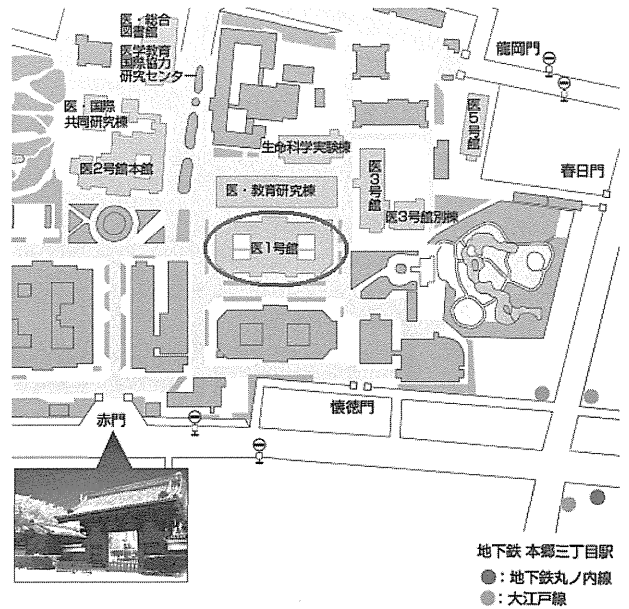 医・総合
図書館
医学教育
国際協力
研究センター
医・国際
共同研究棟
医2号館本館
生命科学実験棟
医・教育研究棟
医1号館
医3号館
医3号館別棟
医5号館
龍岡門
春日門
懐徳門
赤門
地下鉄 本郷三丁目駅
●:地下鉄丸ノ内線
●:大江戸線